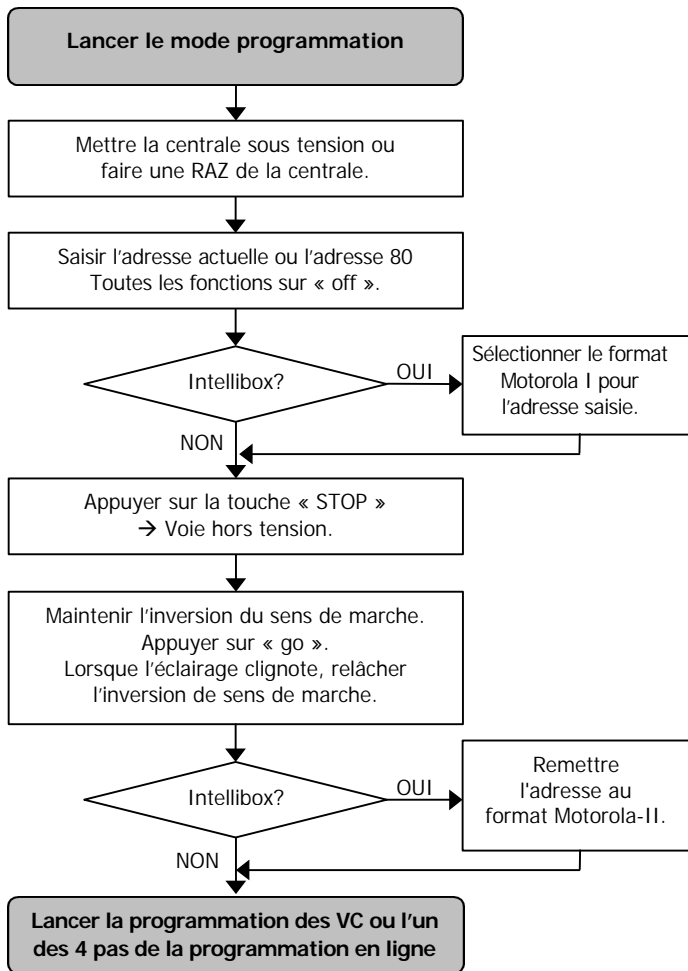 Lancer le mode programmation
Mettre la centrale sous tension ou
faire une RAZ de la centrale.
Saisir l'adresse actuelle ou l'adresse 80
Toutes les fonctions sur « off ».
Intellibox?
OUI
Sélectionner le format
Motorola I pour
l'adresse saisie.
NON
Appuyer sur la touche « STOP »
→ Voie hors tension.
Maintenir l'inversion du sens de marche.
Appuyer sur « go ».
Lorsque l'éclairage clignote, relâcher
l'inversion de sens de marche.
Intellibox?
OUI
Remettre
l'adresse au
format Motorola-II.
NON
Lancer la programmation des VC ou l'un
des 4 pas de la programmation en ligne